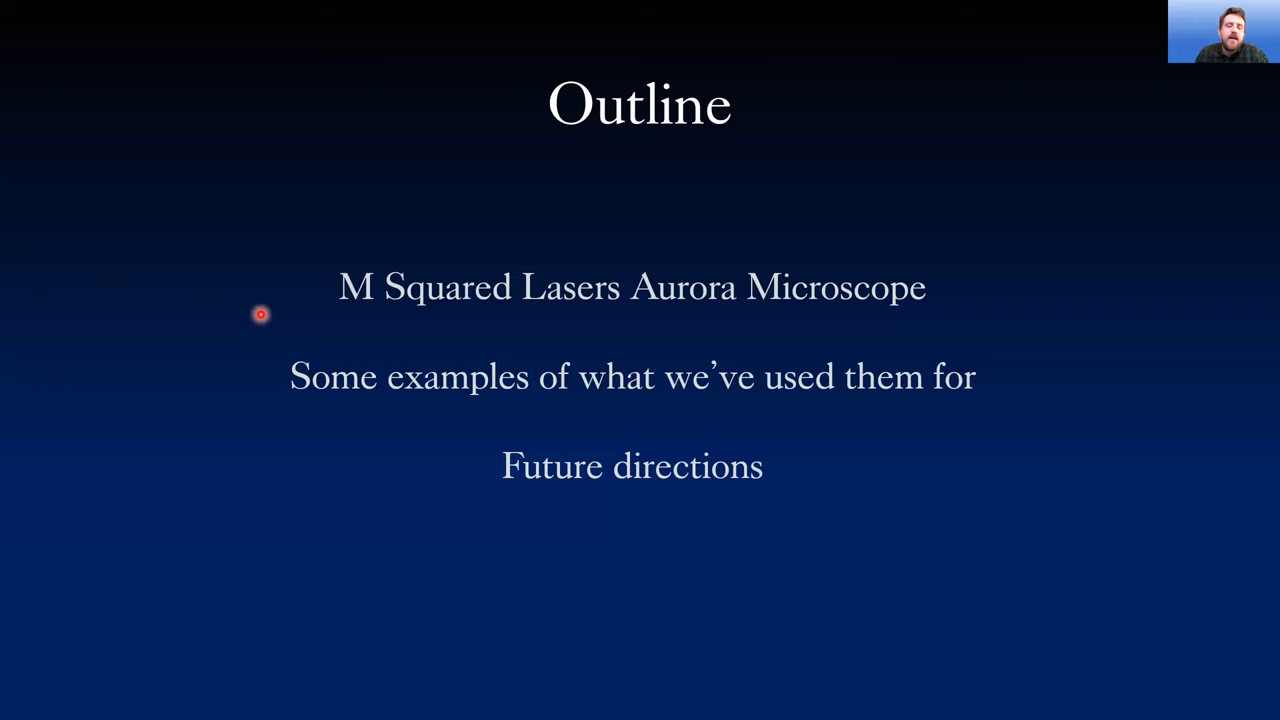 Outline
M Squared Lasers Aurora Microscope
Some examples of what we’ve used them for
Future directions